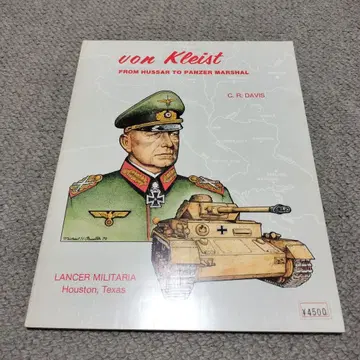 von Kleist
FROM HUSSAR TO PANZER MARSHAL
C. R. DAVIS
LANCER MILITARIA
Houston, Texas
¥4500